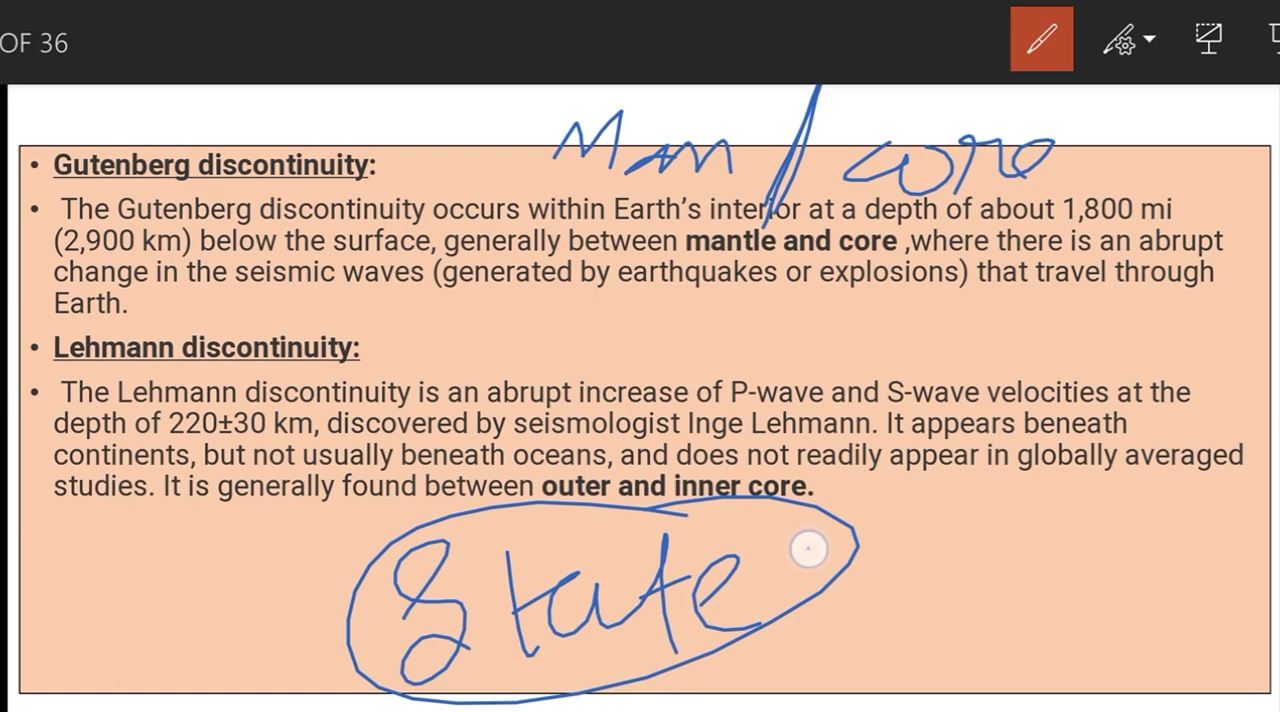 OF 36
Man / core
• Gutenberg discontinuity:
• The Gutenberg discontinuity occurs within Earth's interior at a depth of about 1,800 mi
(2,900 km) below the surface, generally between mantle and core ,where there is an abrupt
change in the seismic waves (generated by earthquakes or explosions) that travel through
Earth.
• Lehmann discontinuity:
• The Lehmann discontinuity is an abrupt increase of P-wave and S-wave velocities at the
depth of 220±30 km, discovered by seismologist Inge Lehmann. It appears beneath
continents, but not usually beneath oceans, and does not readily appear in globally averaged
studies. It is generally found between outer and inner core.
State